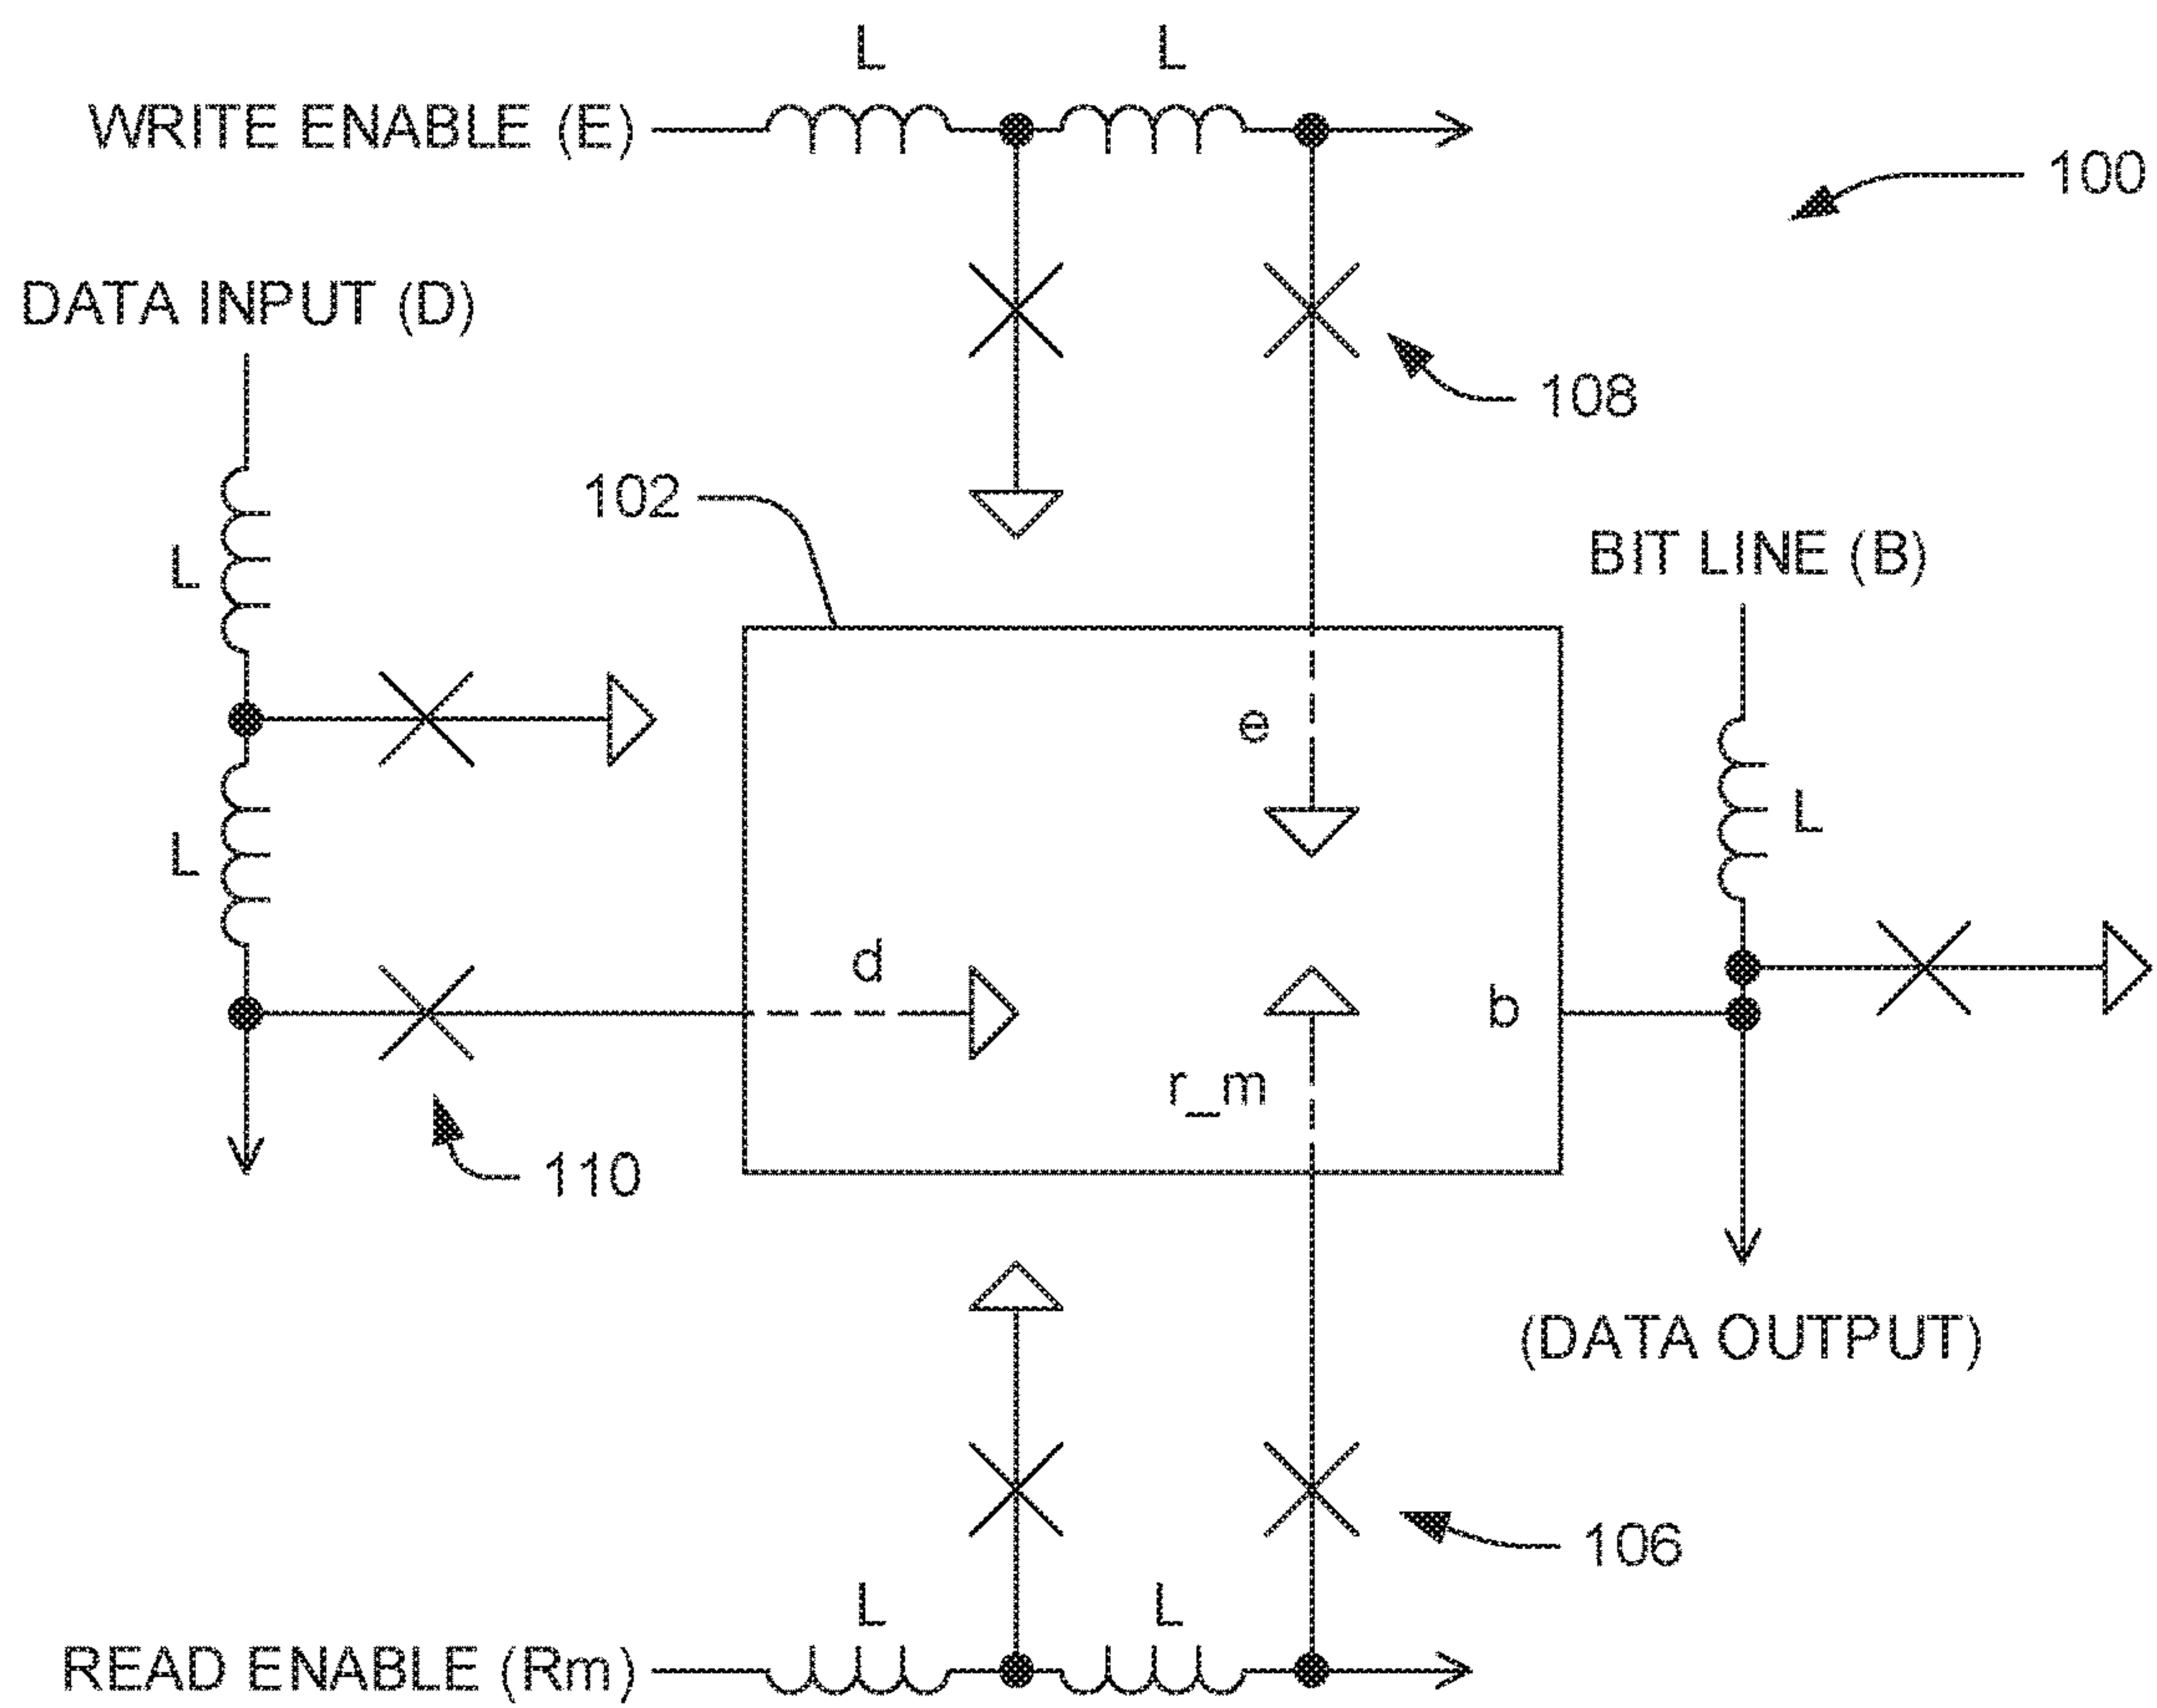 L L
WRITE ENABLE (E)
100
DATA INPUT (D)
108
102
BIT LINE (B)
L
e
L
L
d
b
r_m
110
(DATA OUTPUT)
106
L L
READ ENABLE (Rm)